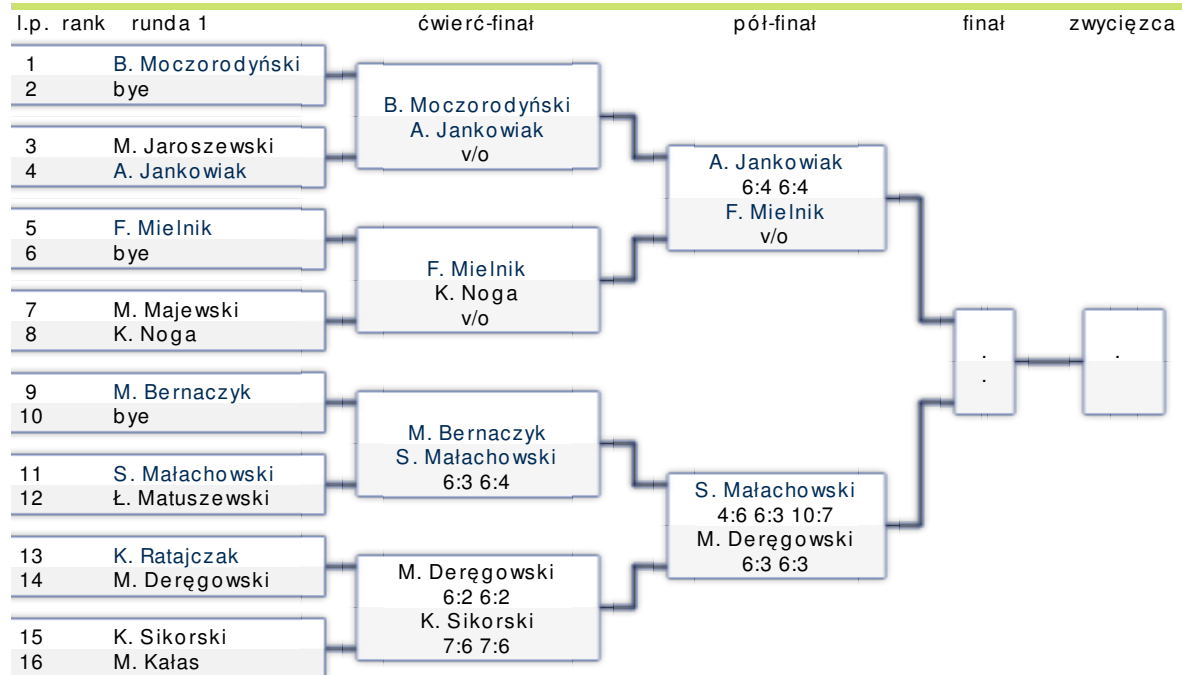 l.p. rank runda 1 ćwierć-finał pół-finał finał zwycięzca
1 B. Moczorodyński
2 bye
3 M. Jaroszewski
4 A. Jankowiak
5 F. Mielnik
6 bye
7 M. Majewski
8 K. Noga
9 M. Bernaczyk
10 bye
11 S. Małachowski
12 Ł. Matuszewski
13 K. Ratajczak
14 M. Deręgowski
15 K. Sikorski
16 M. Kałas
B. Moczorodyński
A. Jankowiak
v/o
F. Mielnik
K. Noga
v/o
M. Bernaczyk
S. Małachowski
6:3 6:4
M. Deręgowski
6:2 6:2
K. Sikorski
7:6 7:6
A. Jankowiak
6:4 6:4
F. Mielnik
v/o
S. Małachowski
4:6 6:3 10:7
M. Deręgowski
6:3 6:3
.
.
.